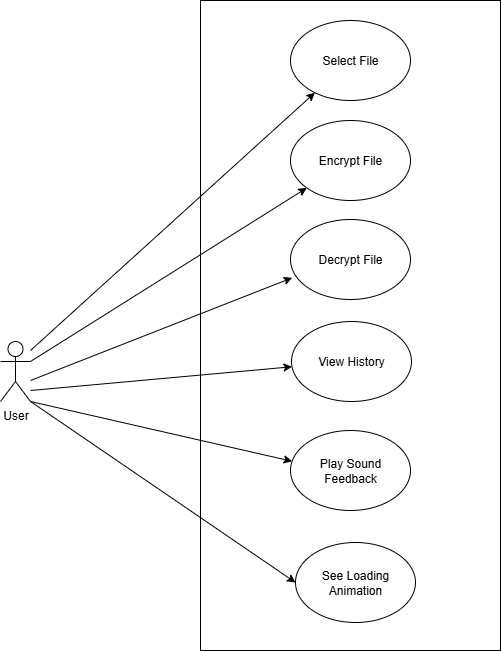 Select File
Encrypt File
Decrypt File
View History
User
Play Sound
Feedback
See Loading
Animation